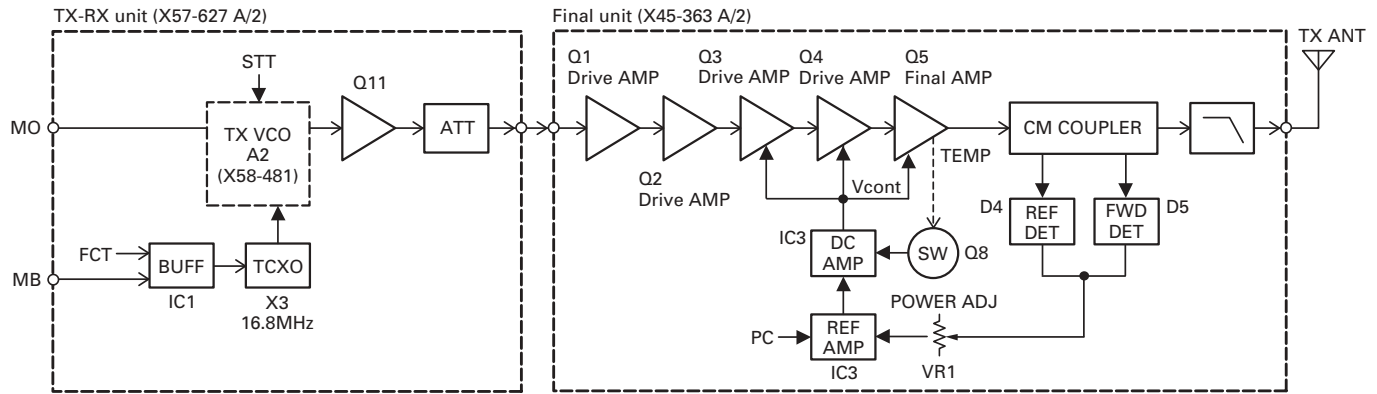 TX-RX unit (X57-627 A/2)
Final unit (X45-363 A/2)
TX ANT
STT
Q11
MO
TX VCO
A2
(X58-481)
ATT
FCT
MB
BUFF
IC1
TCXO
X3
16.8MHz
Q1
Drive AMP
Q2
Drive AMP
Q3
Drive AMP
Q4
Drive AMP
Q5
Final AMP
CM COUPLER
TEMP
Vcont
D4
REF
DET
FWD
DET
D5
IC3
DC
AMP
SW
Q8
POWER ADJ
PC
REF
AMP
IC3
VR1